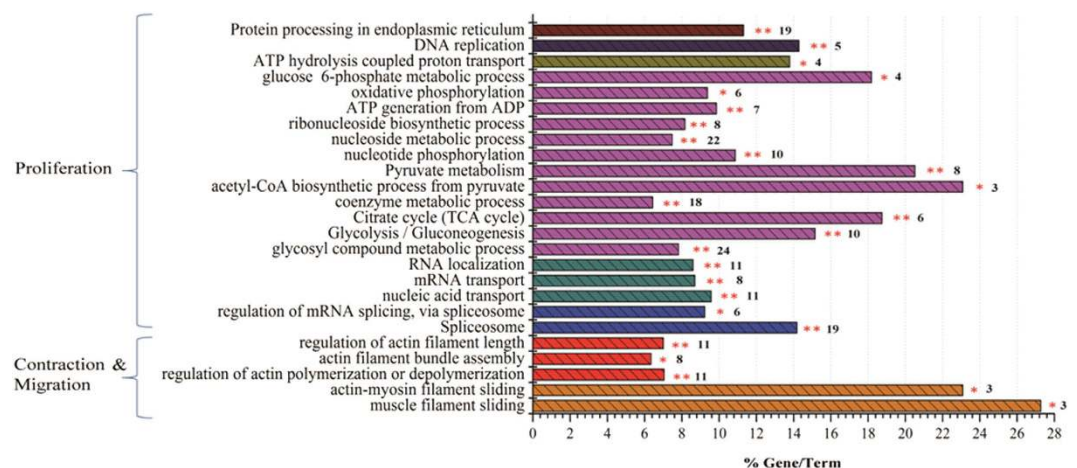 Protein processing in endoplasmic reticulum ** 19
DNA replication ** 5
ATP hydrolysis coupled proton transport * 4
glucose 6-phosphate metabolic process * 4
oxidative phosphorylation * 6
ATP generation from ADP ** 7
ribonucleoside biosynthetic process ** 8
nucleoside metabolic process ** 22
nucleotide phosphorylation ** 10
Proliferation
Pyruvate metabolism ** 8
acetyl-CoA biosynthetic process from pyruvate * 3
coenzyme metabolic process ** 18
Citrate cycle (TCA cycle) ** 6
Glycolysis / Gluconeogenesis ** 10
glycosyl compound metabolic process ** 24
RNA localization ** 11
mRNA transport ** 8
nucleic acid transport ** 11
regulation of mRNA splicing, via spliceosome * 6
Spliceosome ** 19
regulation of actin filament length ** 11
Contraction &
Migration
actin filament bundle assembly * 8
regulation of actin polymerization or depolymerization ** 11
actin-myosin filament sliding * 3
muscle filament sliding * 3
0 2 4 6 8 10 12 14 16 18 20 22 24 26 28
% Gene/Term